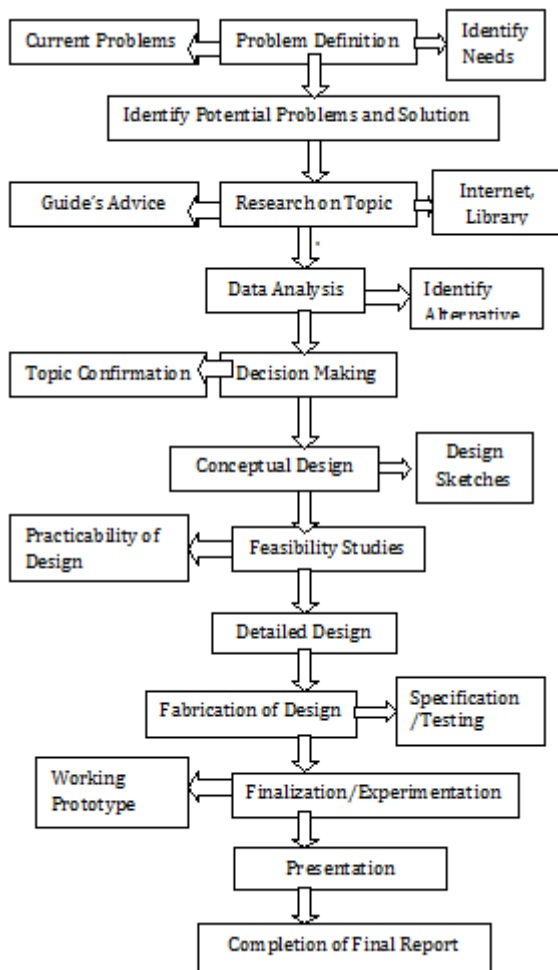 Current Problems
Problem Definition
Identify
Needs
Identify Potential Problems and Solution
Guide's Advice
Research on Topic
Internet,
Library
Data Analysis
Identify
Alternative
Topic Confirmation
Decision Making
Conceptual Design
Design
Sketches
Practicability of
Design
Feasibility Studies
Detailed Design
Fabrication of Design
Specification
/Testing
Working
Prototype
Finalization/Experimentation
Presentation
Completion of Final Report